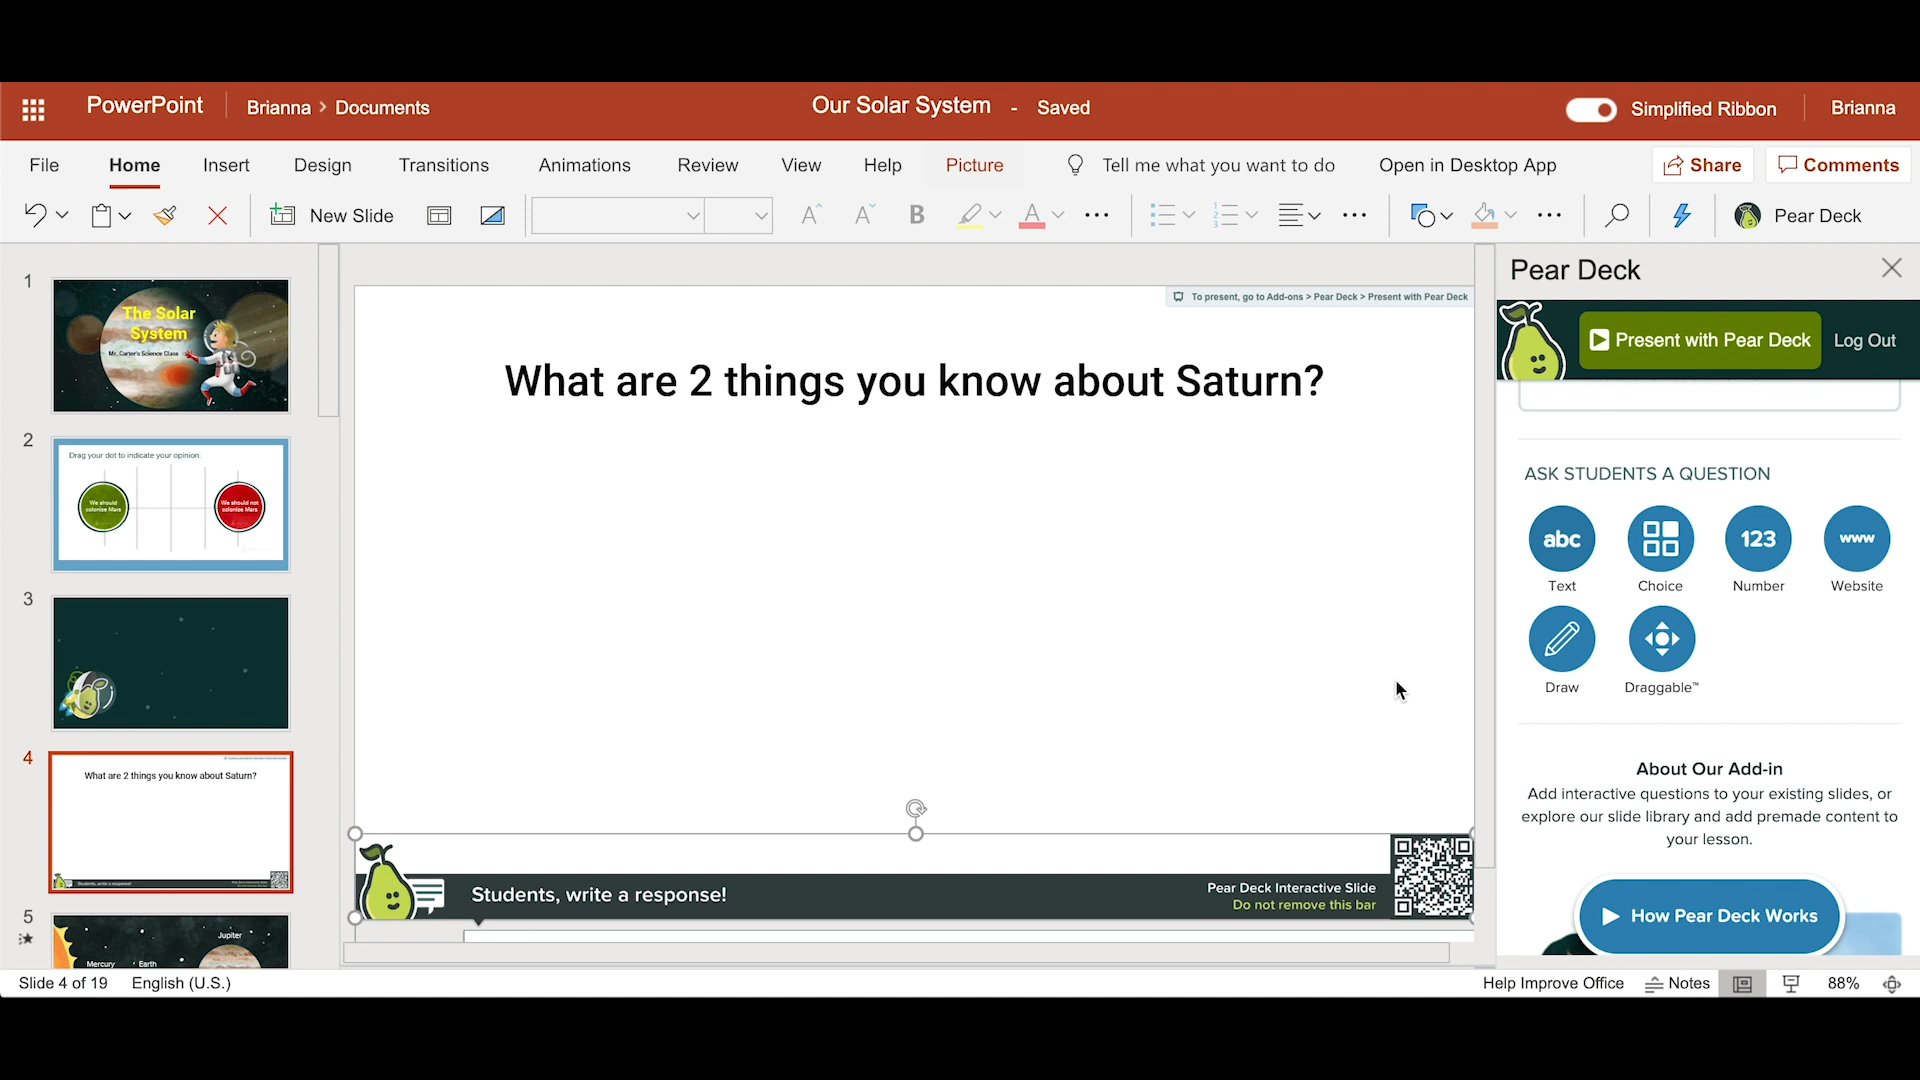 PowerPoint
Brianna > Documents
Our Solar System - Saved
Simplified Ribbon
Brianna
File
Home
Insert
Design
Transitions
Animations
Review
View
Help
Picture
Tell me what you want to do
Open in Desktop App
Share
Comments
New Slide
Pear Deck
1
The Solar
System
Mr. Carter's Science Class
2
Drag your dot to indicate your opinion:
We should
colonize Mars
We should not
colonize Mars
3
4
What are 2 things you know about Saturn?
Students, write a response!
5
Jupiter
Mercury
Earth
To present, go to Add-ons > Pear Deck > Present with Pear Deck
What are 2 things you know about Saturn?
Students, write a response!
Pear Deck Interactive Slide
Do not remove this bar
Pear Deck
Present with Pear Deck
Log Out
ASK STUDENTS A QUESTION
abc
123
www
Text
Choice
Number
Website
Draw
Draggable™
About Our Add-in
Add interactive questions to your existing slides, or
explore our slide library and add premade content to
your lesson.
How Pear Deck Works
Slide 4 of 19
English (U.S.)
Help Improve Office
Notes
88%